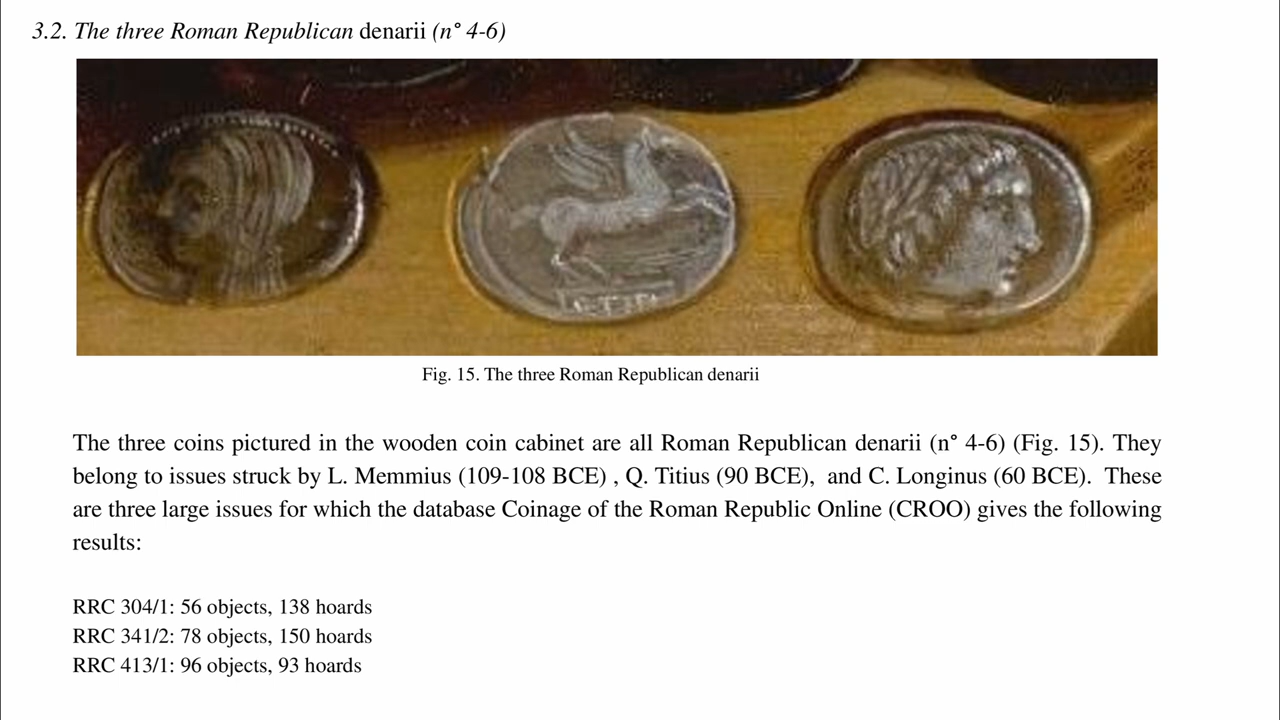 3.2. The three Roman Republican denarii (n° 4-6)
Fig. 15. The three Roman Republican denarii
The three coins pictured in the wooden coin cabinet are all Roman Republican denarii (n° 4-6) (Fig. 15). They
belong to issues struck by L. Memmius (109-108 BCE) , Q. Titius (90 BCE),  and C. Longinus (60 BCE).  These
are three large issues for which the database Coinage of the Roman Republic Online (CROO) gives the following
results:
RRC 304/1: 56 objects, 138 hoards
RRC 341/2: 78 objects, 150 hoards
RRC 413/1: 96 objects, 93 hoards